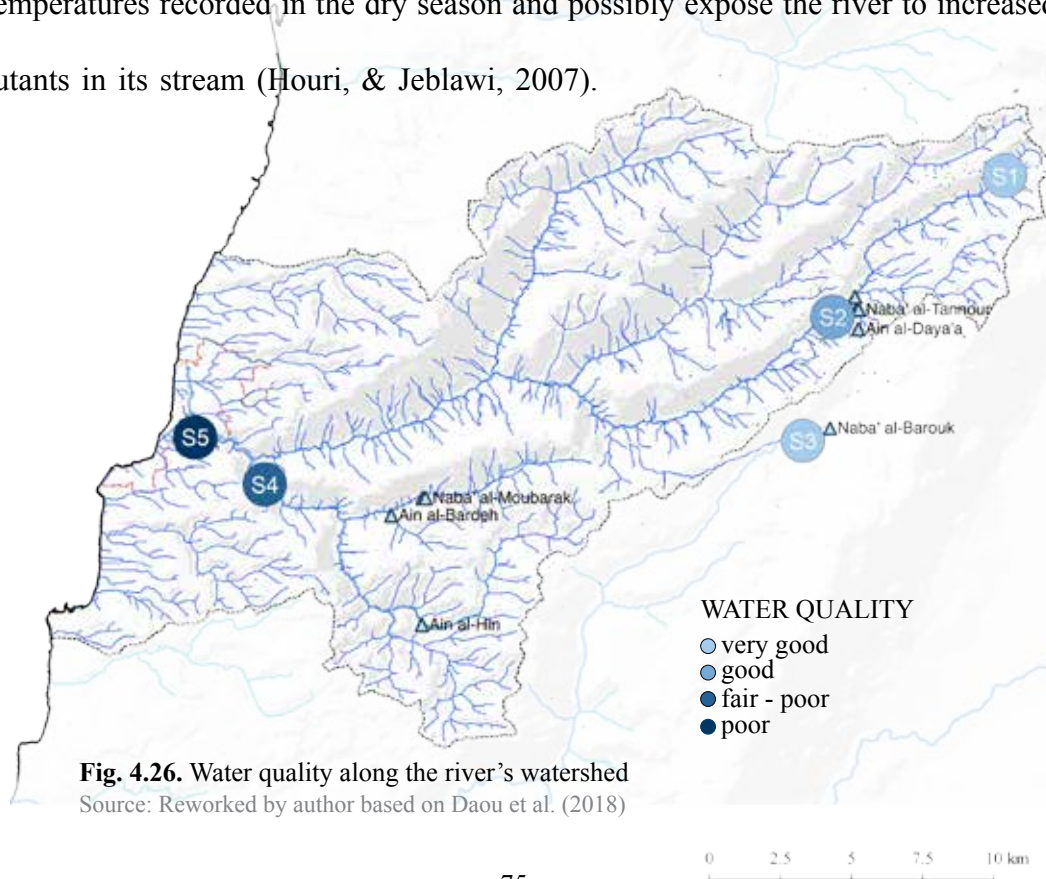 emperatures recorded in the dry season and possibly expose the river to increased
utants in its stream (Houri, & Jeblawi, 2007).
S1
S2
Naba' al-Tannour
Ain al-Daya'a
S3
Naba' al-Barouk
S5
S4
Naba' al-Moubarak
Ain al-Bardeh
Ain al-Hin
WATER QUALITY
very good
good
fair - poor
poor
Fig. 4.26. Water quality along the river's watershed
Source: Reworked by author based on Daou et al. (2018)
0 2.5 5 7.5 10 km
75